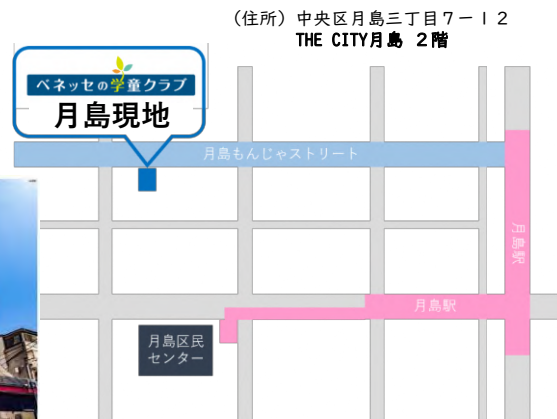 （住所）中央区月島三丁目７ー１２
THE CITY月島 ２階
ベネッセの学童クラブ
月島現地
月島もんじゃストリート
月島駅
月島駅
月島区民
センター